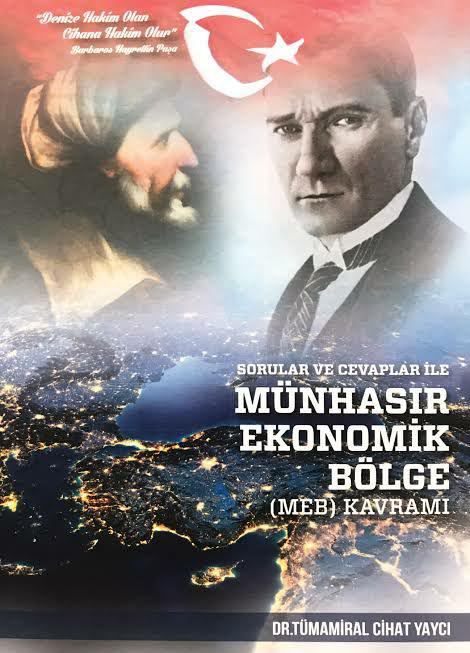 "Denize Hakim Olan
Cihana Hakim Olur"
Barbaros Hayrettin Paşa
SORULAR VE CEVAPLAR İLE
MÜNHASIR
EKONOMİK
BÖLGE
(MEB) KAVRAMI
DR.TÜMAMİRAL CİHAT YAYCI